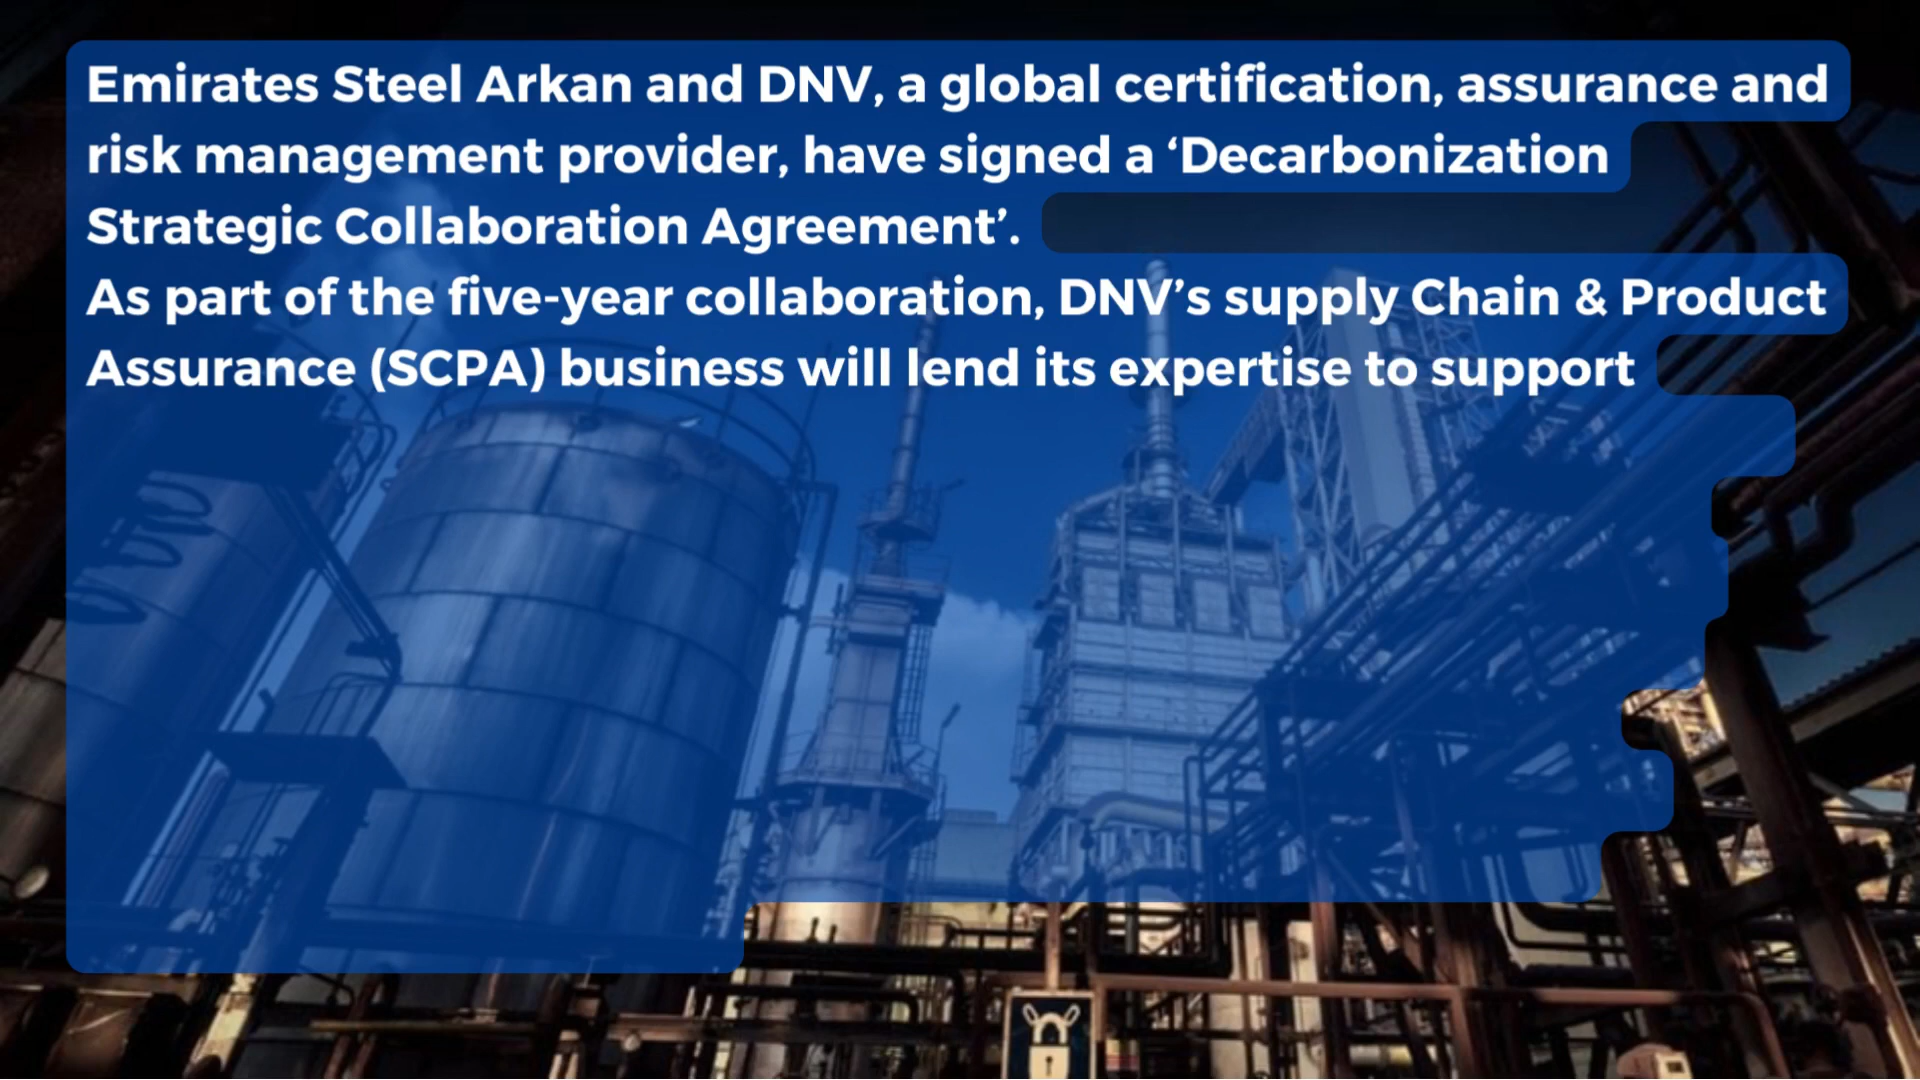 Emirates Steel Arkan and DNV, a global certification, assurance and
risk management provider, have signed a ‘Decarbonization
Strategic Collaboration Agreement’.
As part of the five-year collaboration, DNV’s supply Chain & Product
Assurance (SCPA) business will lend its expertise to support